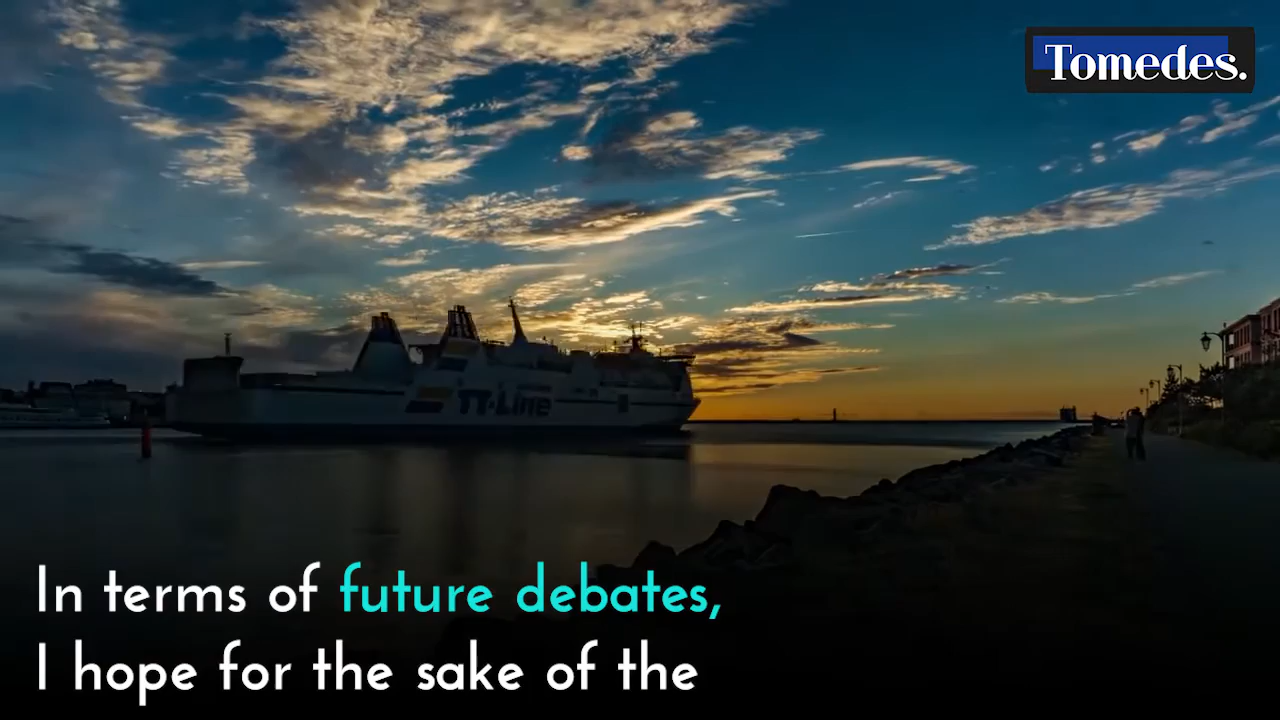 Tomedes.
TT-Line
In terms of future debates,
I hope for the sake of the